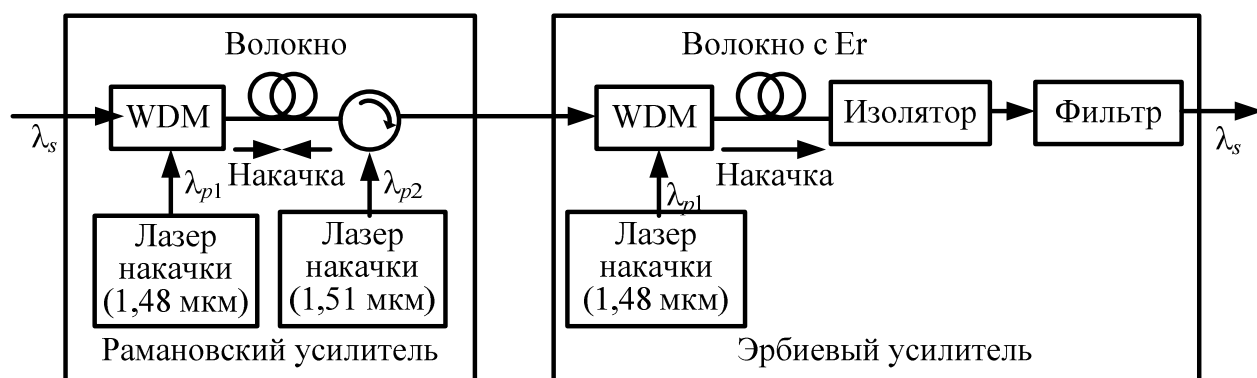 Волокно
WDM
λs
Накачка
λp1
λp2
Лазер
накачки
(1,48 мкм)
Лазер
накачки
(1,51 мкм)
Рамановский усилитель
Волокно с Er
WDM
Изолятор
Фильтр
λs
Накачка
λp1
Лазер
накачки
(1,48 мкм)
Эрбиевый усилитель